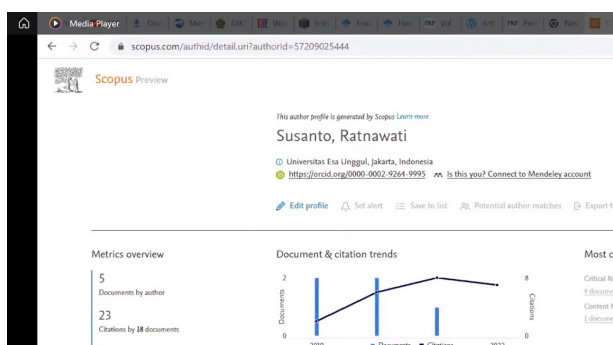 Media Player
scopus.com/authid/detail.uri?authorId=57209025444
Scopus Preview
This author profile is generated by Scopus Learn more
Susanto, Ratnawati
Universitas Esa Unggul, Jakarta, Indonesia
https://orcid.org/0000-0002-9264-9995 Is this you? Connect to Mendeley account
Edit profile Set alert Save to list Potential author matches Export t
Metrics overview Document & citation trends Most c
5
Documents by author
23
Citations by 18 documents
2 8
Documents
Citations
0 0
2019 Documents Citations 2022
Critical R
4 docume
Content
1 docume